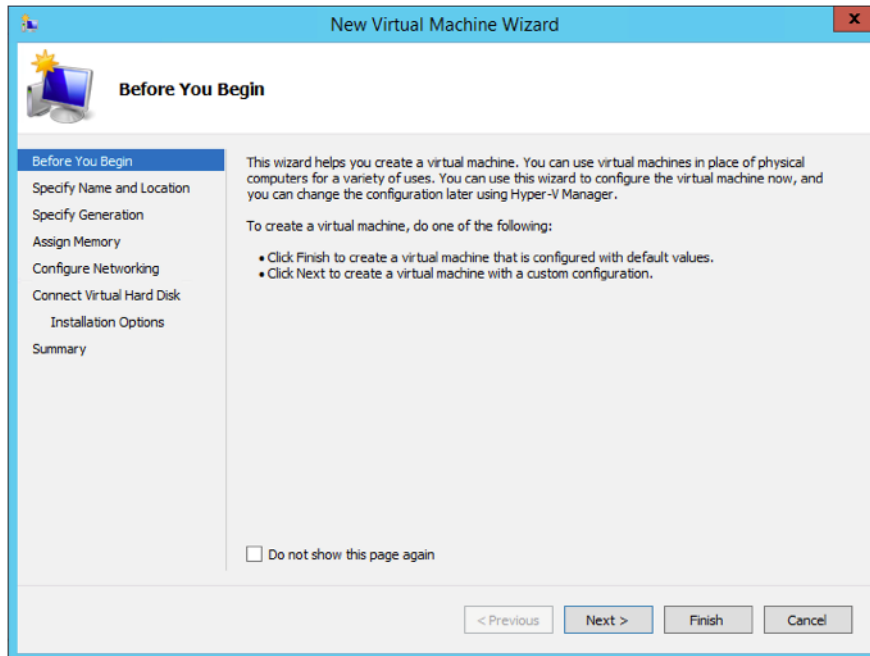 New Virtual Machine Wizard
x
Before You Begin
Before You Begin
Specify Name and Location
Specify Generation
Assign Memory
Configure Networking
Connect Virtual Hard Disk
Installation Options
Summary
This wizard helps you create a virtual machine. You can use virtual machines in place of physical
computers for a variety of uses. You can use this wizard to configure the virtual machine now, and
you can change the configuration later using Hyper-V Manager.
To create a virtual machine, do one of the following:
• Click Finish to create a virtual machine that is configured with default values.
• Click Next to create a virtual machine with a custom configuration.
Do not show this page again
< Previous
Next >
Finish
Cancel